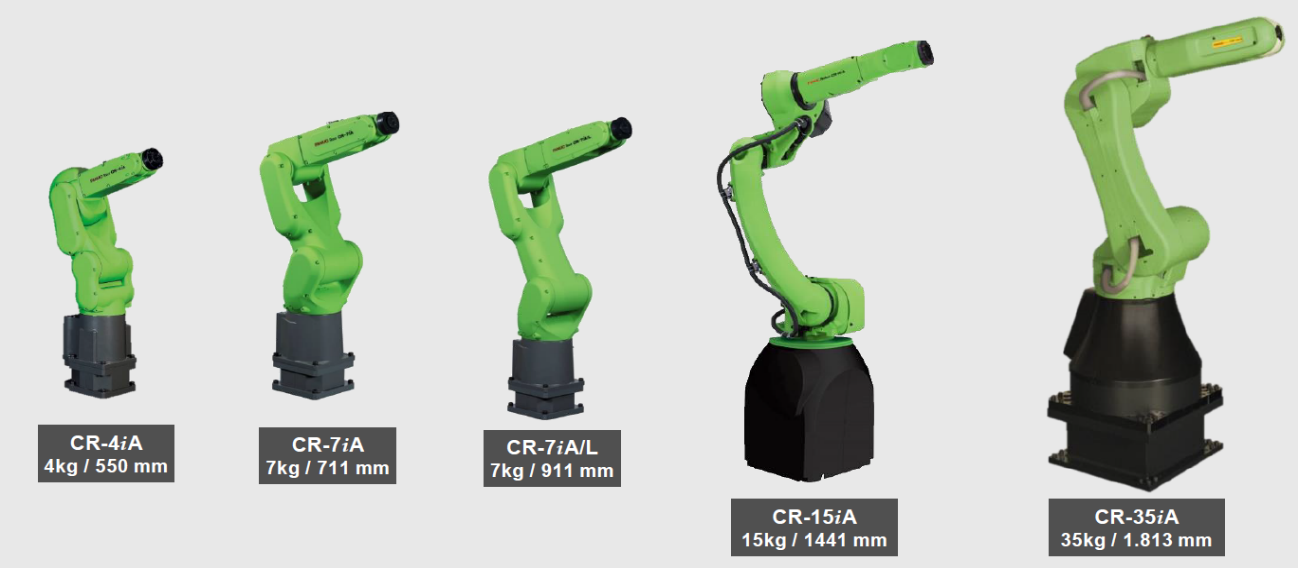 CR-4iA
4kg / 550 mm
CR-7iA
7kg / 711 mm
CR-7iA/L
7kg / 911 mm
CR-15iA
15kg / 1441 mm
CR-35iA
35kg / 1.813 mm